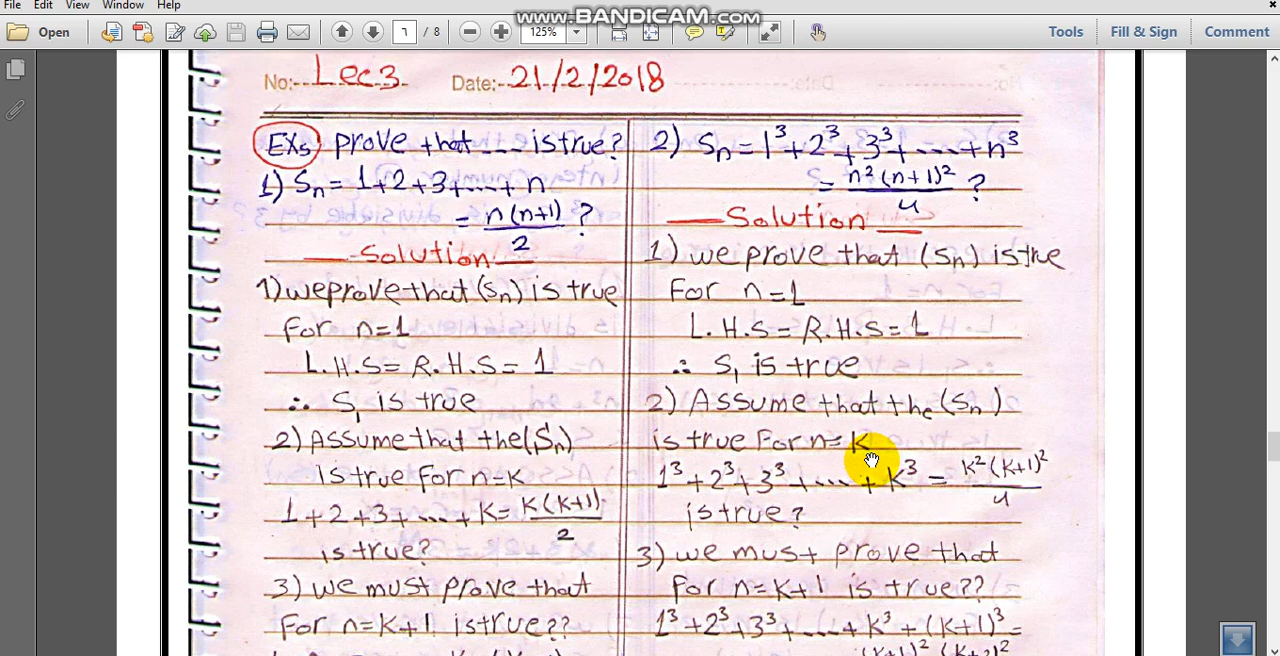 www.BANDICAM.com
File Edit View Window Help
Open / 8 125% Tools Fill & Sign Comment
No: Lec3 Date: 21/2/2018
EXs prove that ---- is true?
1) Sn = 1+2+3+....+ n
= n(n+1)/2 ?
Solution
1) we prove that (Sn) is true
For n=1
L.H.S = R.H.S = 1
∴ S₁ is true
2) Assume that the (Sn)
is true for n=k
1+2+3+....+ k = k(k+1)/2
is true?
3) we must prove that
For n=k+1 is true??
2) Sn = 1³+2³+3³+....+n³
= n²(n+1)²/4 ?
Solution
1) we prove that (Sn) is true
For n=1
L.H.S = R.H.S = 1
∴ S₁ is true
2) Assume that the (Sn)
is true For n=k
1³+2³+3³+....+k³ = k²(k+1)²/4
is true?
3) we must prove that
for n=k+1 is true??
1³+2³+3³+....+k³+(k+1)³=
(k+1)² (k+2)²